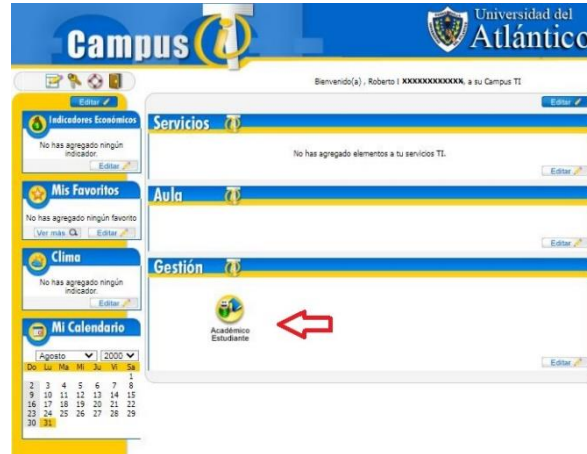 Campus TI
Universidad del
Atlántico
Bienvenido(a) , Roberto I XXXXXXXXXXXX, a su Campus TI
Editar
Indicadores Económicos
No has agregado ningún
indicador.
Editar
Mis Favoritos
No has agregado ningún favorito
Ver más
Editar
Clima
No has agregado ningún
indicador.
Editar
Mi Calendario
Agosto 2000
Do Lu Ma Mi Ju Vi Sa
1
2 3 4 5 6 7 8
9 10 11 12 13 14 15
16 17 18 19 20 21 22
23 24 25 26 27 28 29
30 31
Editar
Servicios
No has agregado elementos a tu servicios TI.
Editar
Aula
Editar
Gestión
Académico
Estudiante
Editar